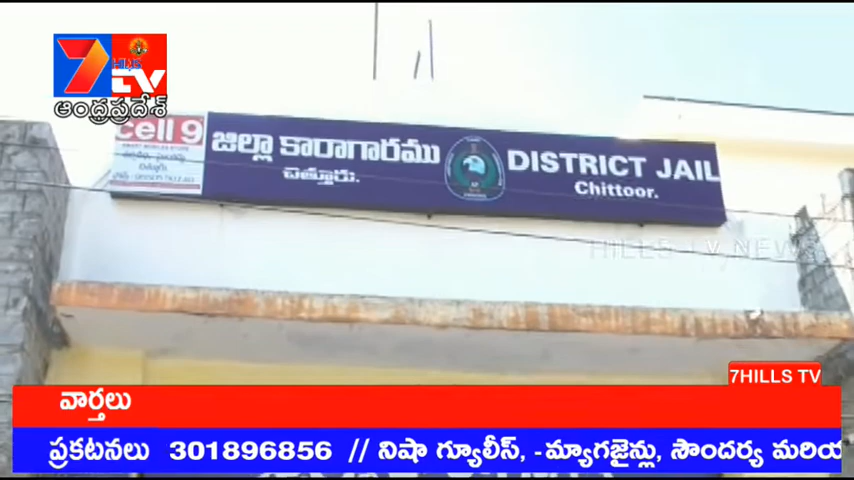 7
HILLS
TV
ఆంధ్రప్రదేశ్
cell 9
జిల్లా కారాగారము
చిత్తూరు.
DISTRICT JAIL
Chittoor.
HILLS TV NEWS
7HILLS TV
వార్తలు
ప్రకటనలు 301896856 // నిషా గ్యూలీస్, -మ్యాగజైన్లు, సౌందర్య మరియ